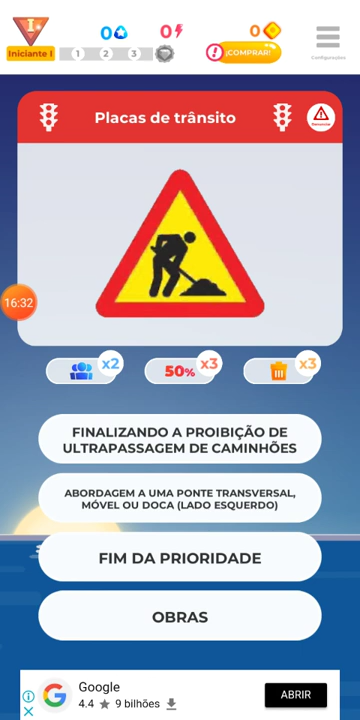 0
0
0
Iniciante I
1
2
3
¡COMPRAR!
Configurações
Placas de trânsito
16:32
x2
50%
x3
x3
FINALIZANDO A PROIBIÇÃO DE
ULTRAPASSAGEM DE CAMINHÕES
ABORDAGEM A UMA PONTE TRANSVERSAL,
MÓVEL OU DOCA (LADO ESQUERDO)
FIM DA PRIORIDADE
OBRAS
Google
4.4 ★ 9 bilhões
ABRIR